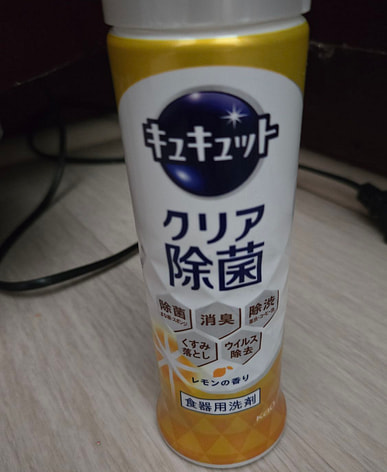 キュキュット
クリア
除菌
除菌 消臭 除渋
くすみ ウイルス
落とし 除去
レモンの香り
食器用洗剤
KAO